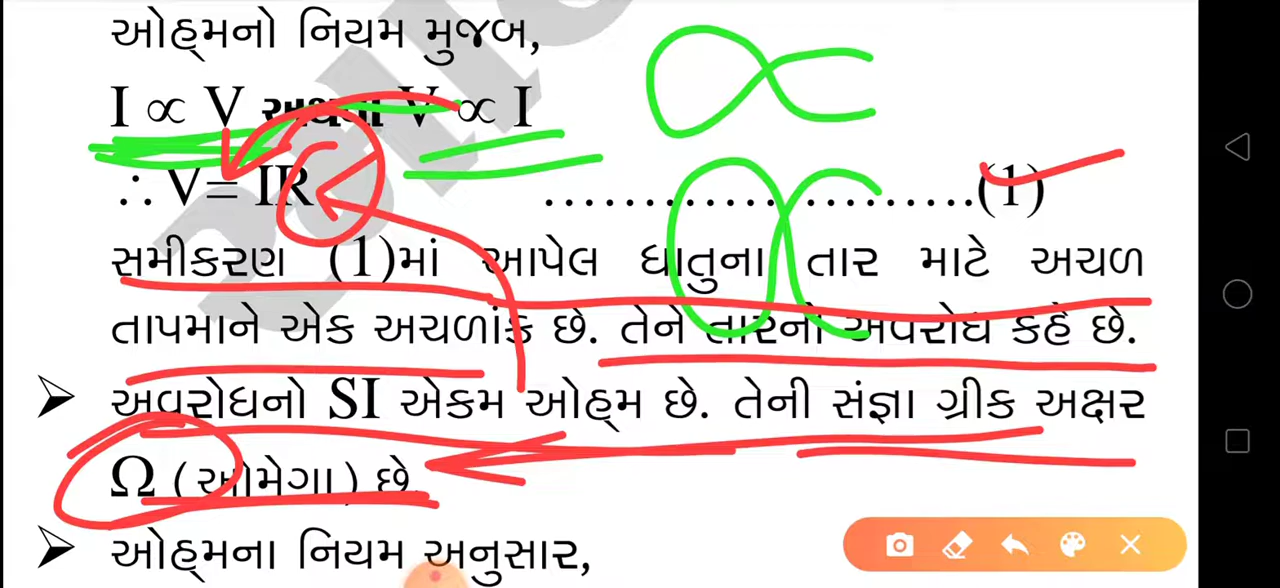 ઓહ્મનો નિયમ મુજબ,
I ∝ V અથવા V ∝ I
∴ V= IR ........................(1)
સમીકરણ (1)માં આપેલ ધાતુના તાર માટે અચળ
તાપમાને એક અચળાંક છે. તેને તારનો અવરોધ કહે છે.
➢ અવરોધનો SI એકમ ઓહ્મ છે. તેની સંજ્ઞા ગ્રીક અક્ષર
Ω (ઓમેગા) છે.
➢ ઓહ્મના નિયમ અનુસાર,